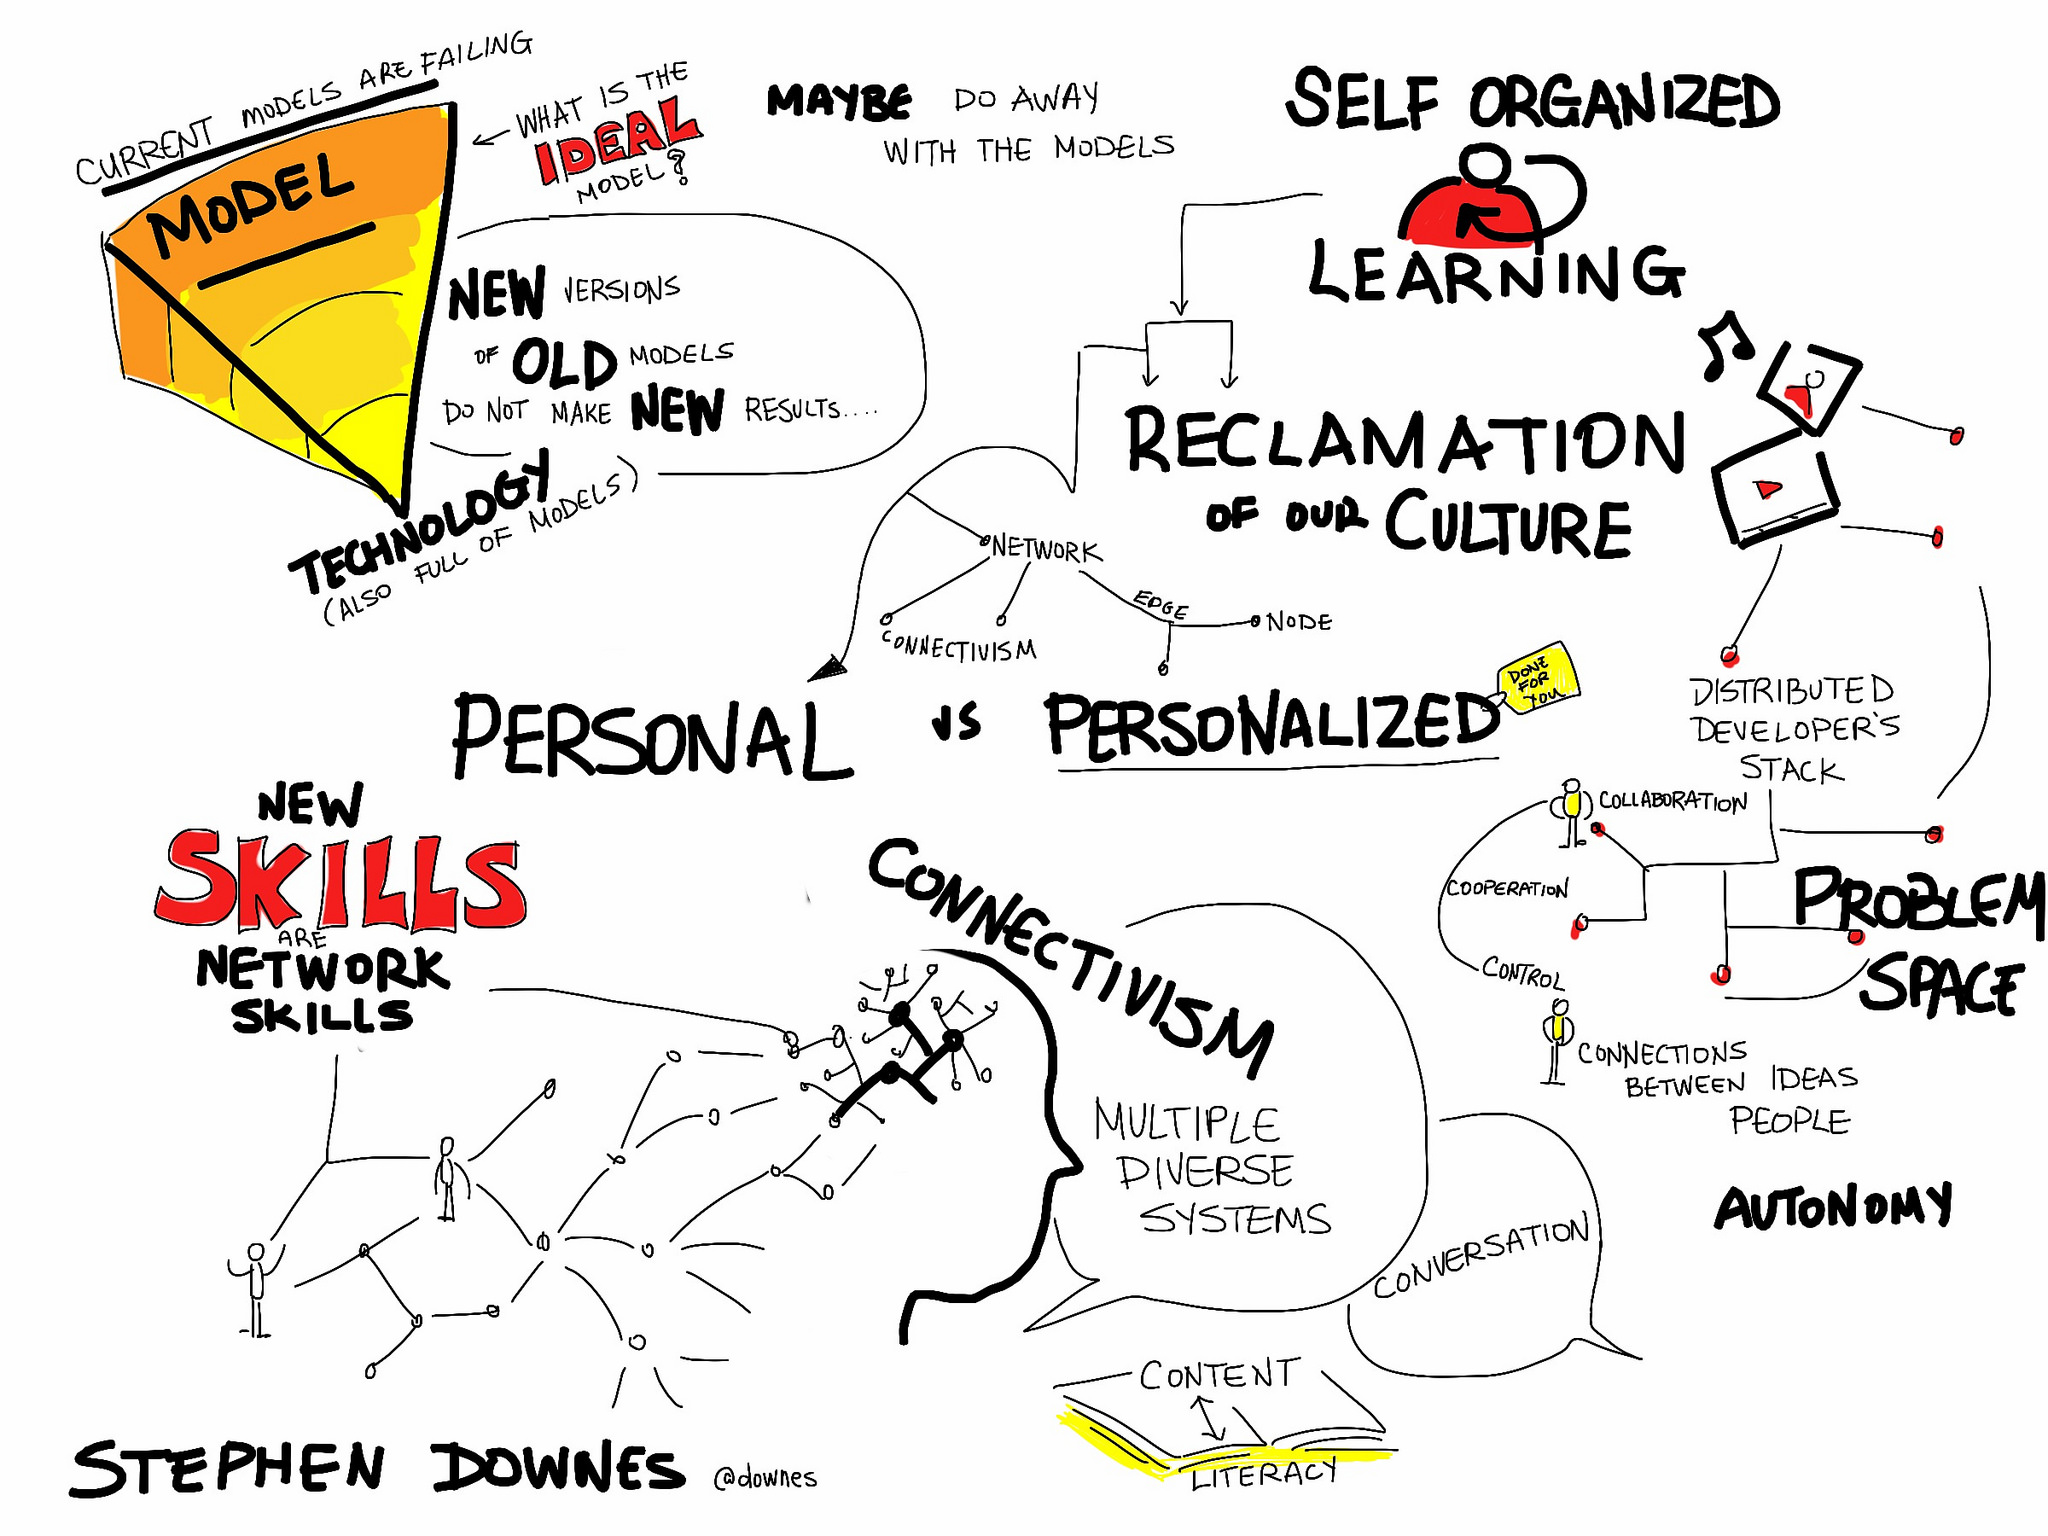 CURRENT MODELS ARE FAILING
MODEL
WHAT IS THE
IDEAL
MODEL?
MAYBE DO AWAY
WITH THE MODELS
SELF ORGANIZED
LEARNING
NEW VERSIONS
OF OLD MODELS
DO NOT MAKE NEW RESULTS....
TECHNOLOGY
(ALSO FULL OF MODELS)
RECLAMATION
OF OUR CULTURE
NETWORK
EDGE
NODE
CONNECTIVISM
PERSONAL VS PERSONALIZED
DONE
FOR
YOU
DISTRIBUTED
DEVELOPER'S
STACK
COLLABORATION
COOPERATION
CONTROL
PROBLEM
SPACE
CONNECTIONS
BETWEEN IDEAS
PEOPLE
AUTONOMY
NEW
SKILLS
ARE
NETWORK
SKILLS
CONNECTIVISM
MULTIPLE
DIVERSE
SYSTEMS
CONVERSATION
CONTENT
LITERACY
STEPHEN DOWNES @downes